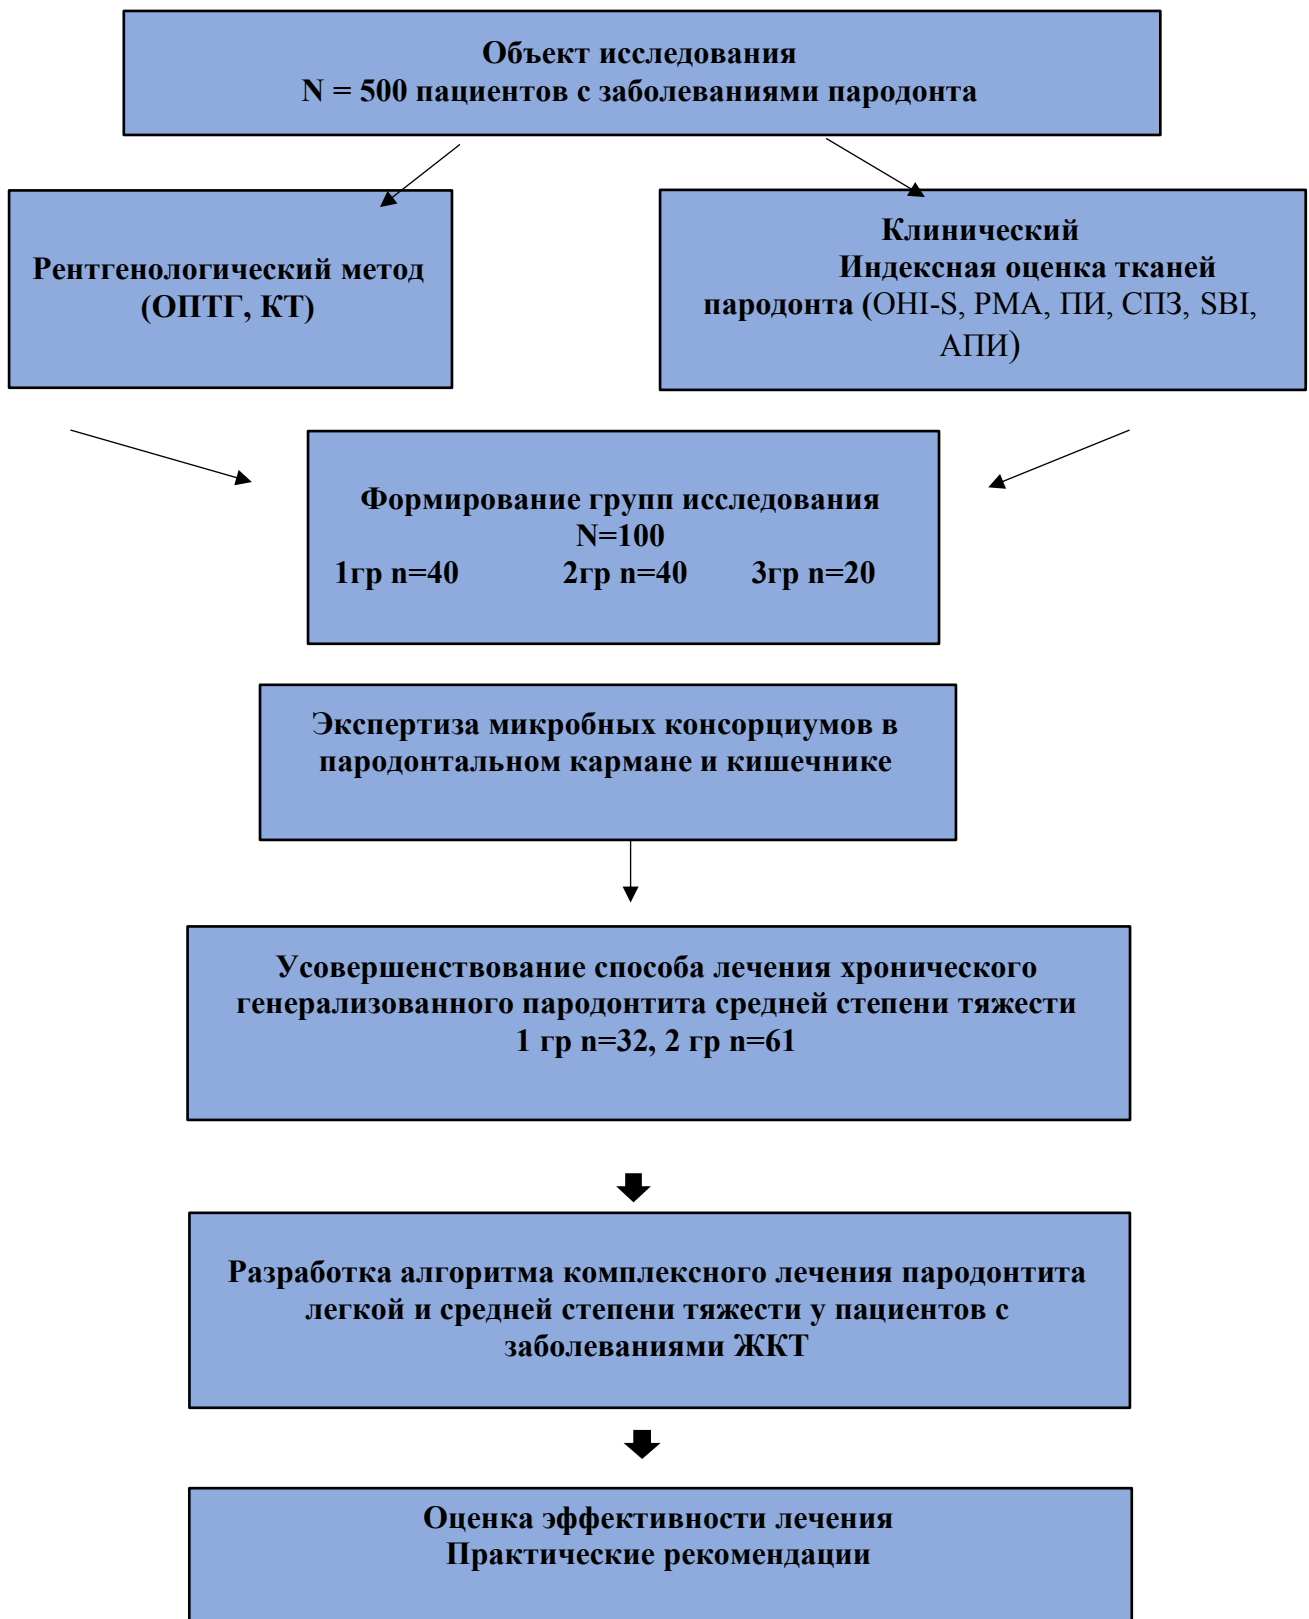 Объект исследования
N = 500 пациентов с заболеваниями пародонта
Рентгенологический метод
(ОПТГ, КТ)
Клинический
Индексная оценка тканей
пародонта (OHI-S, PMA, ПИ, СПЗ, SBI,
АПИ)
Формирование групп исследования
N=100
1гр n=40 2гр n=40 3гр n=20
Экспертиза микробных консорциумов в
пародонтальном кармане и кишечнике
Усовершенствование способа лечения хронического
генерализованного пародонтита средней степени тяжести
1 гр n=32, 2 гр n=61
Разработка алгоритма комплексного лечения пародонтита
легкой и средней степени тяжести у пациентов с
заболеваниями ЖКТ
Оценка эффективности лечения
Практические рекомендации